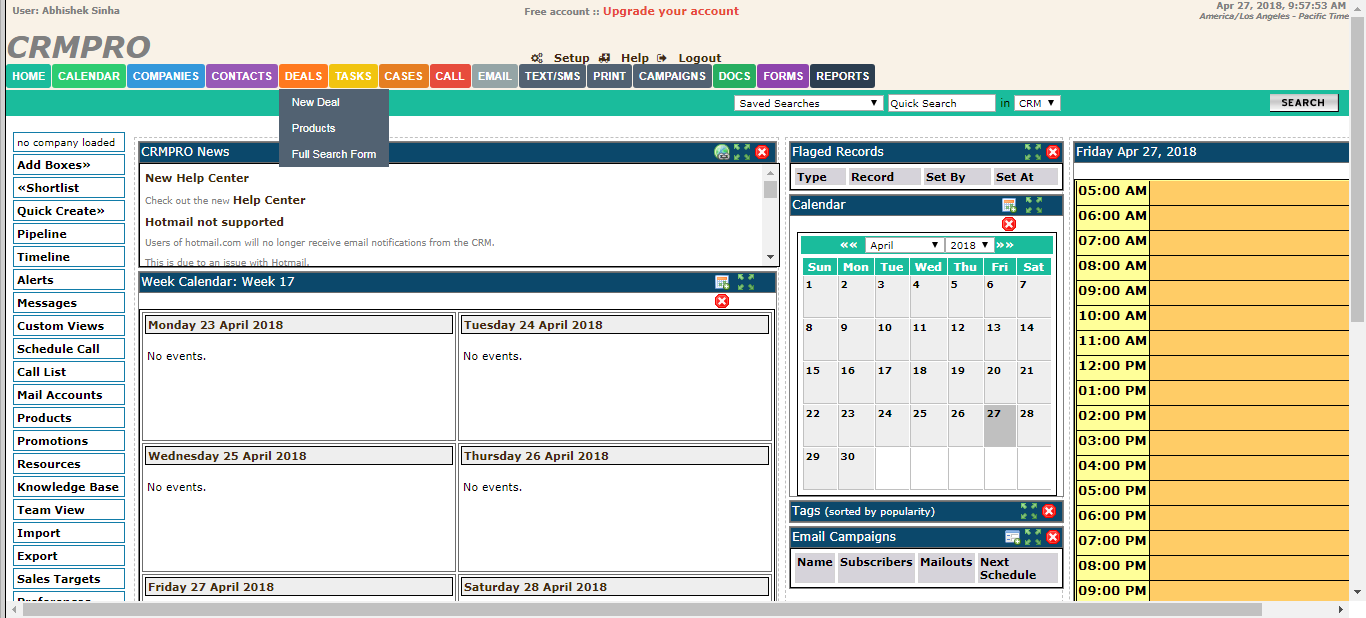 User: Abhishek Sinha
Free account :: Upgrade your account
Apr 27, 2018, 9:57:53 AM
America/Los Angeles - Pacific Time
CRMPRO
Setup Help Logout
HOME CALENDAR COMPANIES CONTACTS DEALS TASKS CASES CALL EMAIL TEXT/SMS PRINT CAMPAIGNS DOCS FORMS REPORTS
New Deal
Products
Full Search Form
Saved Searches Quick Search in CRM SEARCH
no company loaded
Add Boxes»
«Shortlist
Quick Create»
Pipeline
Timeline
Alerts
Messages
Custom Views
Schedule Call
Call List
Mail Accounts
Products
Promotions
Resources
Knowledge Base
Team View
Import
Export
Sales Targets
CRMPRO News
New Help Center
Check out the new Help Center
Hotmail not supported
Users of hotmail.com will no longer receive email notifications from the CRM.
This is due to an issue with Hotmail.
Week Calendar: Week 17
Monday 23 April 2018 Tuesday 24 April 2018
No events. No events.
Wednesday 25 April 2018 Thursday 26 April 2018
No events. No events.
Friday 27 April 2018 Saturday 28 April 2018
Flaged Records
Type Record Set By Set At
Calendar
«« April 2018 »»
Sun Mon Tue Wed Thu Fri Sat
1 2 3 4 5 6 7
8 9 10 11 12 13 14
15 16 17 18 19 20 21
22 23 24 25 26 27 28
29 30
Tags (sorted by popularity)
Email Campaigns
Name Subscribers Mailouts Next
Schedule
Friday Apr 27, 2018
05:00 AM
06:00 AM
07:00 AM
08:00 AM
09:00 AM
10:00 AM
11:00 AM
12:00 PM
01:00 PM
02:00 PM
03:00 PM
04:00 PM
05:00 PM
06:00 PM
07:00 PM
08:00 PM
09:00 PM